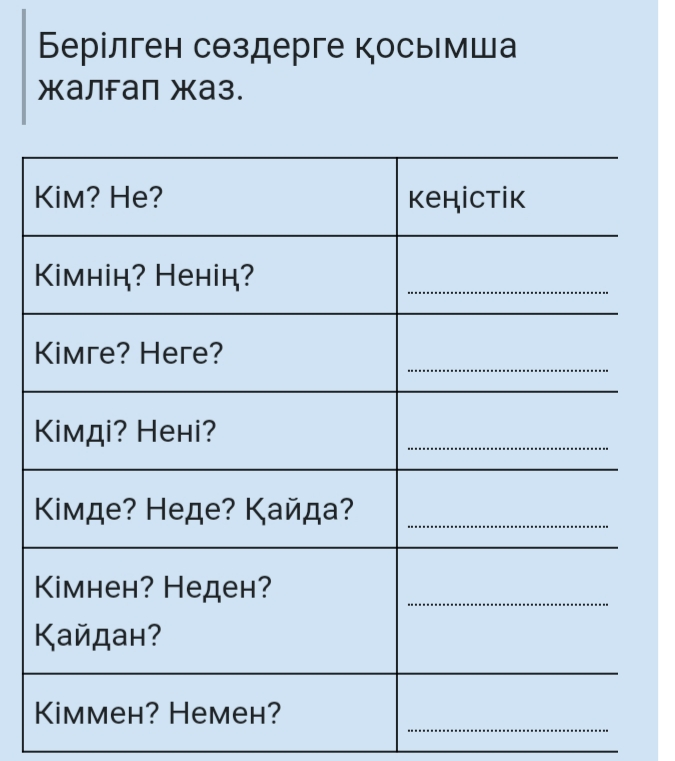 Берілген сөздерге қосымша
жалғап жаз.
Кім? Не? кеңістік
Кімнің? Ненің?
Кімге? Неге?
Кімді? Нені?
Кімде? Неде? Қайда?
Кімнен? Неден?
Қайдан?
Кіммен? Немен?